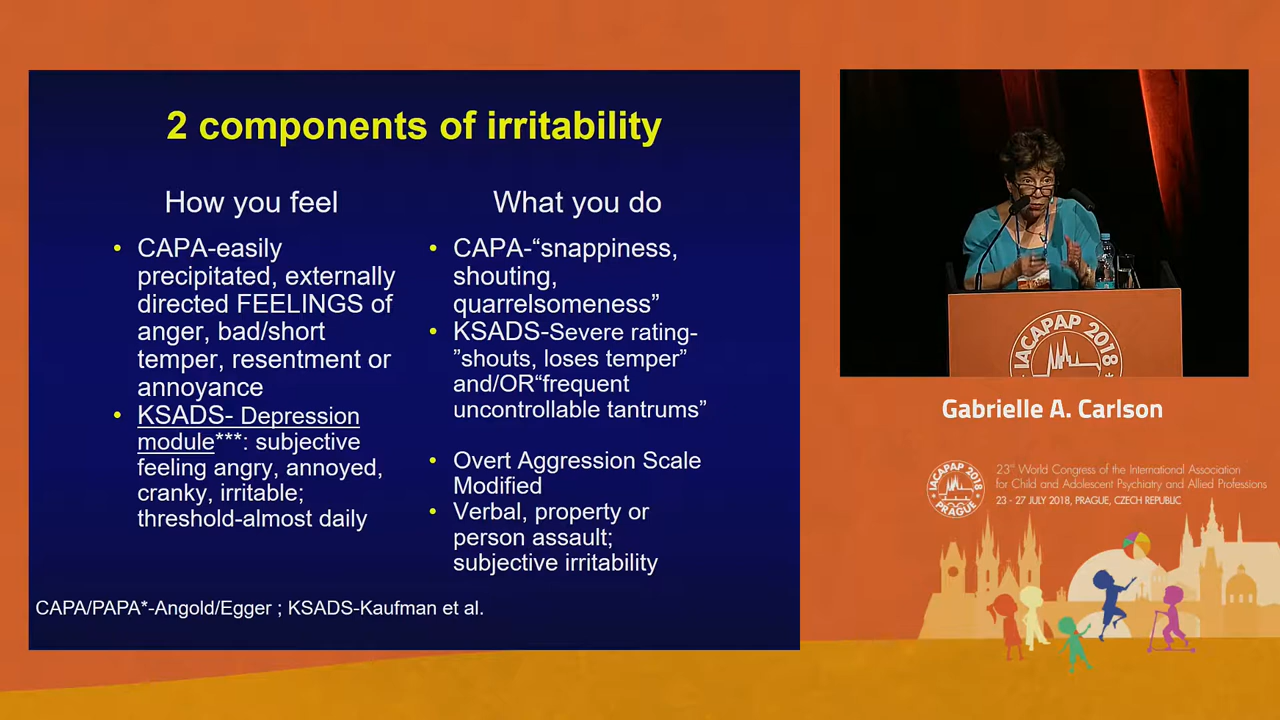 2 components of irritability
How you feel
• CAPA-easily
precipitated, externally
directed FEELINGS of
anger, bad/short
temper, resentment or
annoyance
• KSADS- Depression
module***: subjective
feeling angry, annoyed,
cranky, irritable;
threshold-almost daily
What you do
• CAPA-“snappiness,
shouting,
quarrelsomeness”
• KSADS-Severe rating-
”shouts, loses temper”
and/OR“frequent
uncontrollable tantrums”
• Overt Aggression Scale
Modified
• Verbal, property or
person assault;
subjective irritability
CAPA/PAPA*-Angold/Egger ; KSADS-Kaufman et al.
IACAPAP 2018
Gabrielle A. Carlson
IACAPAP 2018
PRAGUE
23rd World Congress of the International Association
for Child and Adolescent Psychiatry and Allied Professions
23 - 27 JULY 2018, PRAGUE, CZECH REPUBLIC